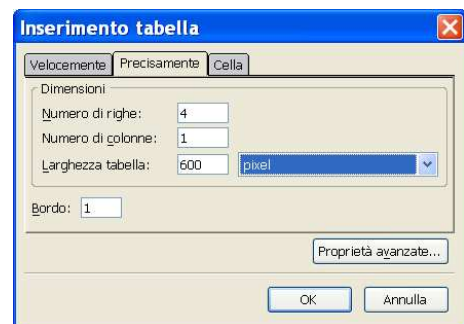 Inserimento tabella
Velocemente Precisamente Cella
Dimensioni
Numero di righe: 4
Numero di colonne: 1
Larghezza tabella: 600 pixel
Bordo: 1
Proprietà avanzate...
OK Annulla